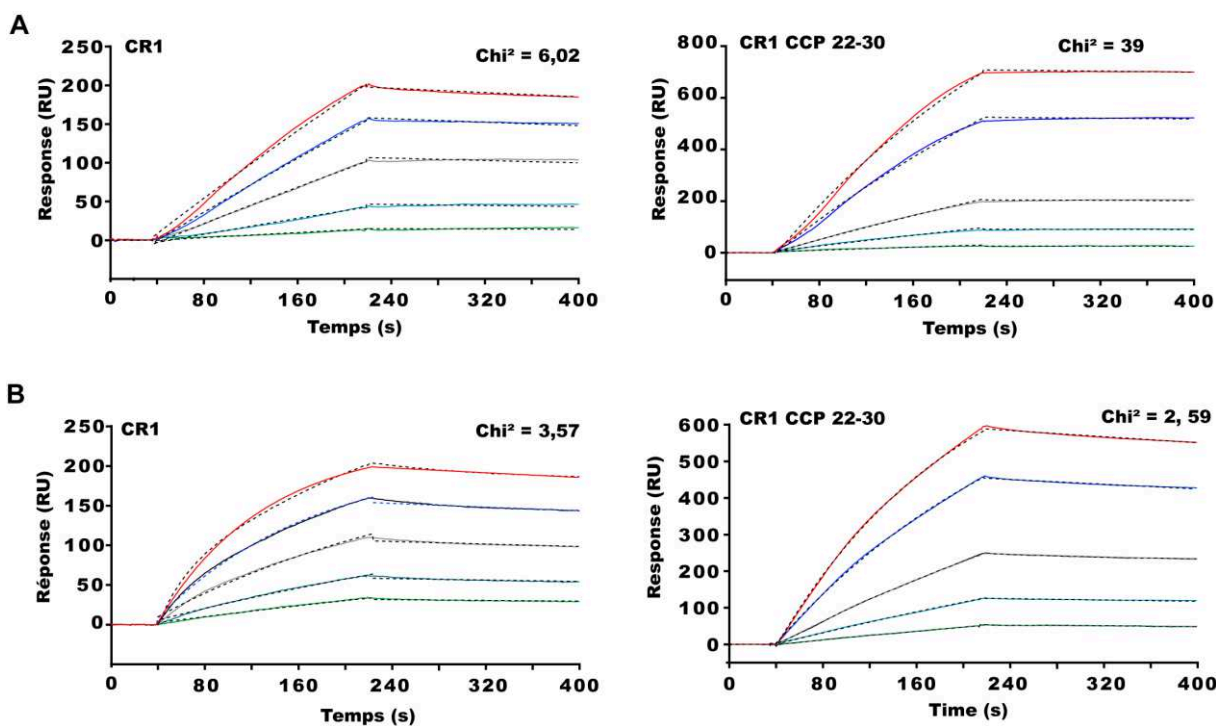 A
CR1
Chi² = 6,02
250
200
150
100
50
0
Response (RU)
0 80 160 240 320 400
Temps (s)
CR1 CCP 22-30
Chi² = 39
800
600
400
200
0
Response (RU)
0 80 160 240 320 400
Temps (s)
B
CR1
Chi² = 3,57
250
200
150
100
50
0
Réponse (RU)
0 80 160 240 320 400
Temps (s)
CR1 CCP 22-30
Chi² = 2, 59
600
500
400
300
200
100
0
Response (RU)
0 80 160 240 320 400
Time (s)